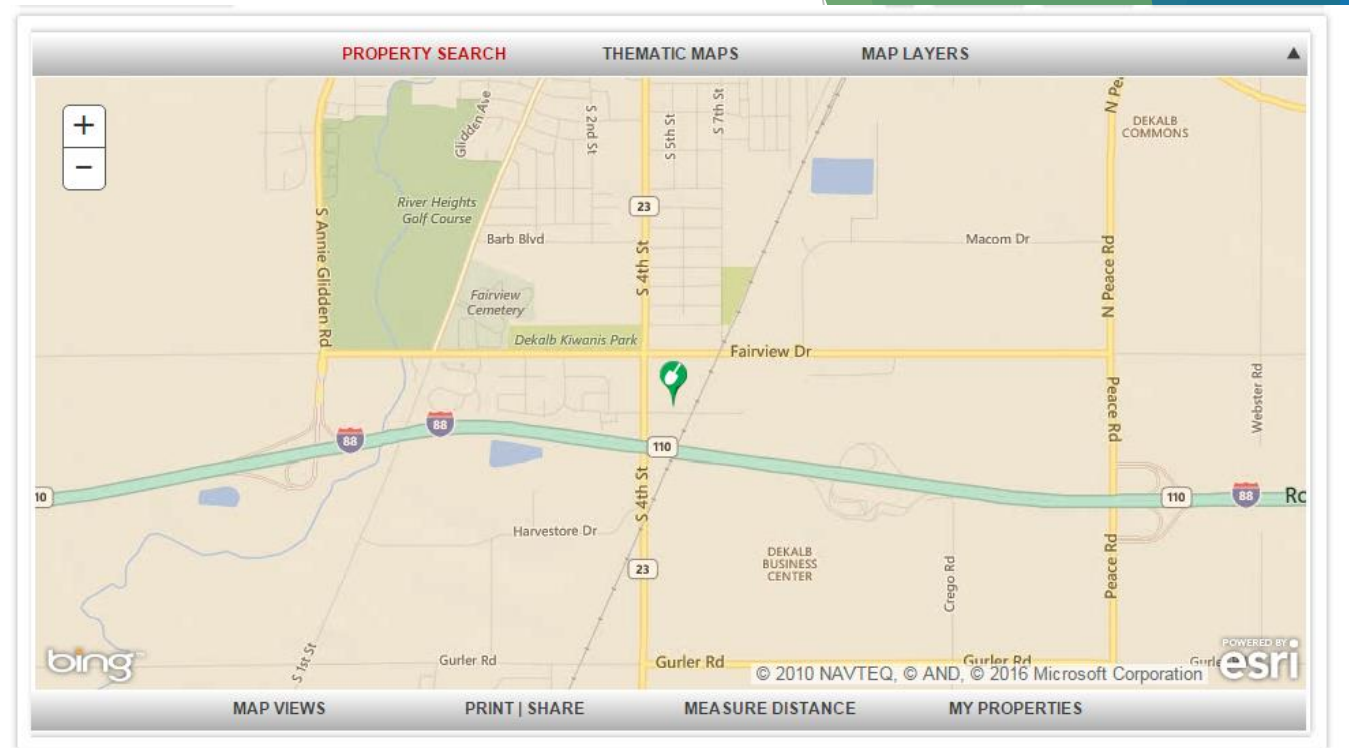 PROPERTY SEARCH THEMATIC MAPS MAP LAYERS ▲
+
−
Glidden Ave
S 2nd St
S 5th St
S 7th St
DEKALB
COMMONS
River Heights
Golf Course
23
S Annie Glidden Rd
Barb Blvd
S 4th St
Macom Dr
N Peace Rd
Fairview
Cemetery
Dekalb Kiwanis Park
Fairview Dr
Peace Rd
Webster Rd
88
88
110
10
S 4th St
110
88
Harvestore Dr
DEKALB
BUSINESS
CENTER
23
Crego Rd
Peace Rd
S 1st St
Gurler Rd
Gurler Rd
Gurler Rd
bing
POWERED BY
esri
© 2010 NAVTEQ, © AND, © 2016 Microsoft Corporation
MAP VIEWS PRINT | SHARE MEASURE DISTANCE MY PROPERTIES